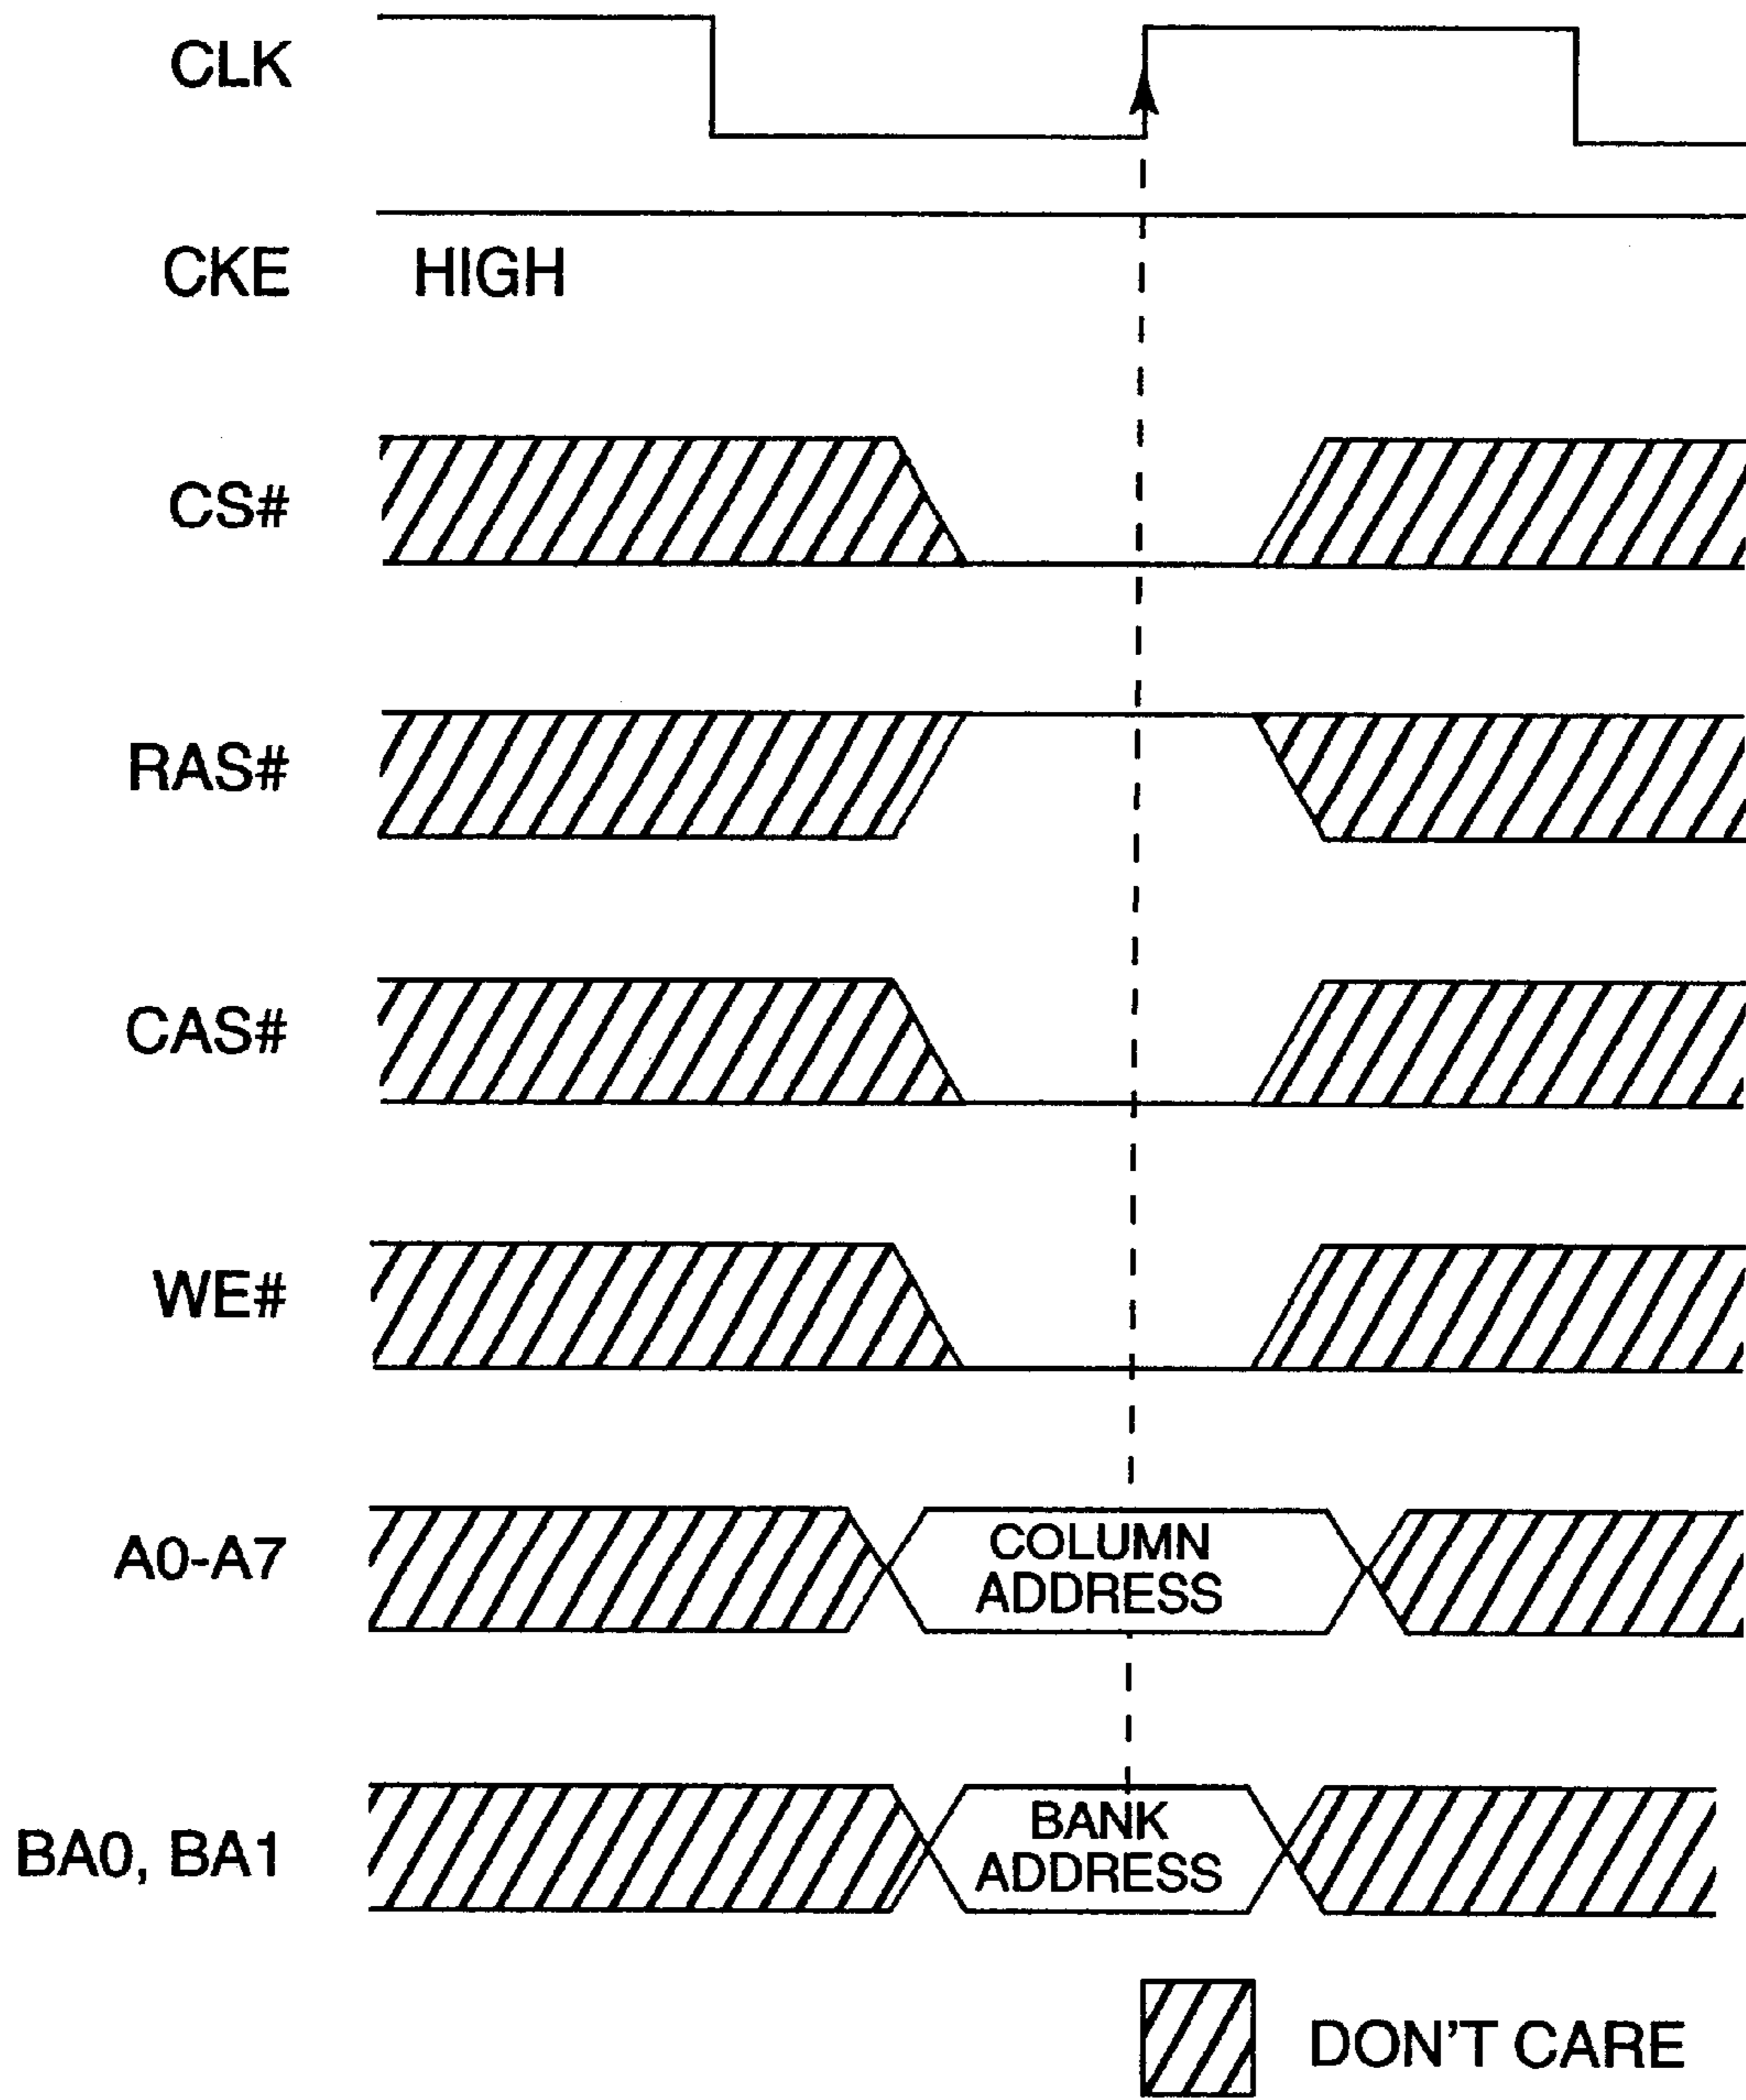 CLK
CKE HIGH
CS#
RAS#
CAS#
WE#
A0-A7
COLUMN
ADDRESS
BA0, BA1
BANK
ADDRESS
DON'T CARE